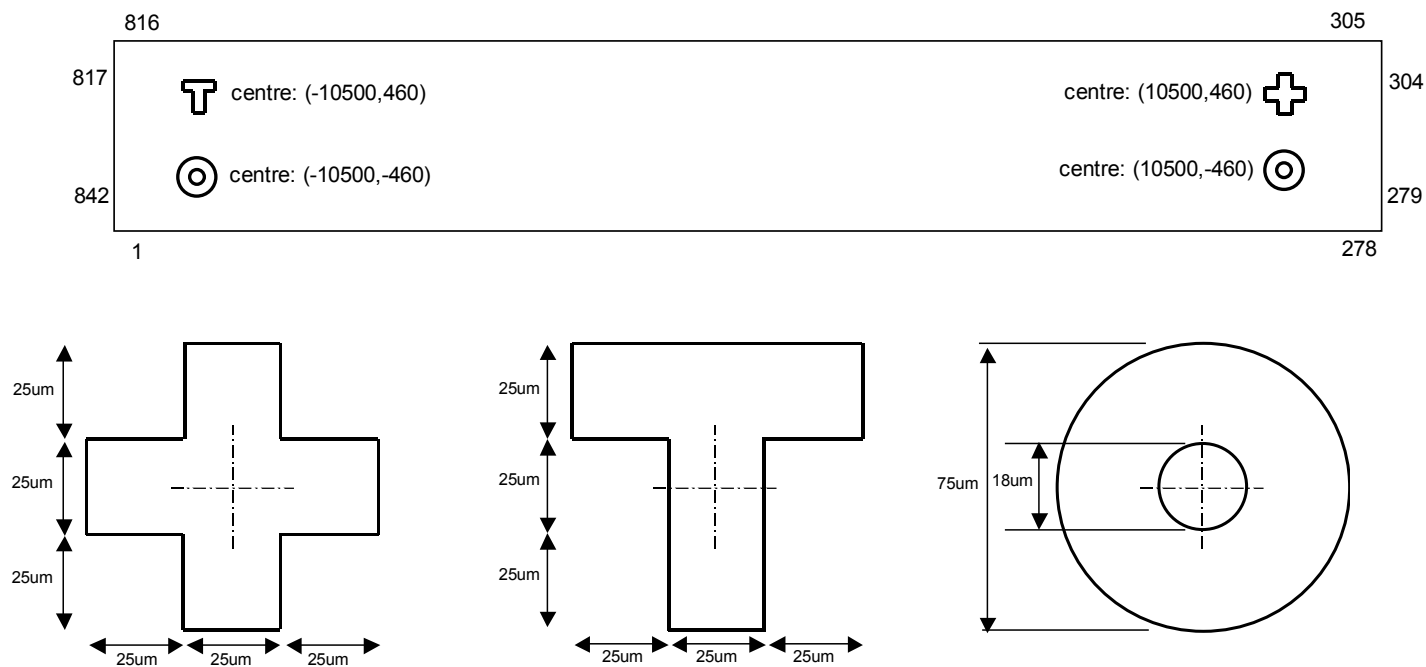 816 305
817 centre: (-10500,460) centre: (10500,460) 304
842 centre: (-10500,-460) centre: (10500,-460) 279
1 278
25um 25um 25um
25um 25um 75um 18um
25um 25um
25um 25um 25um 25um 25um 25um